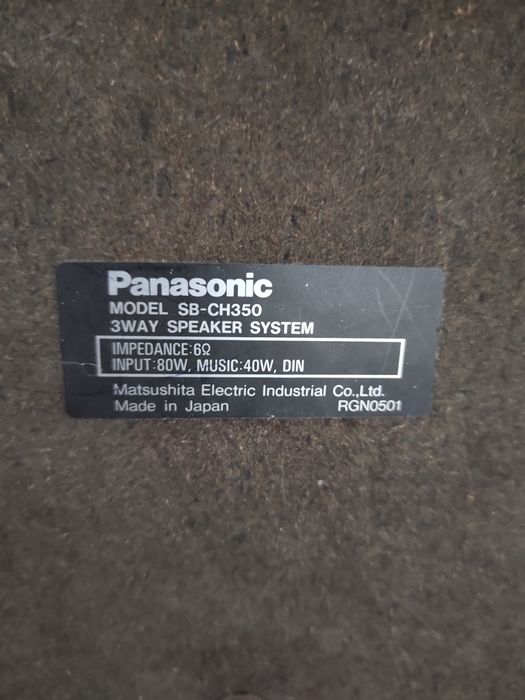 Panasonic
MODEL SB-CH350
3WAY SPEAKER SYSTEM
IMPEDANCE:6Ω
INPUT:80W, MUSIC:40W, DIN
Matsushita Electric Industrial Co.,Ltd.
Made in Japan RGN0501